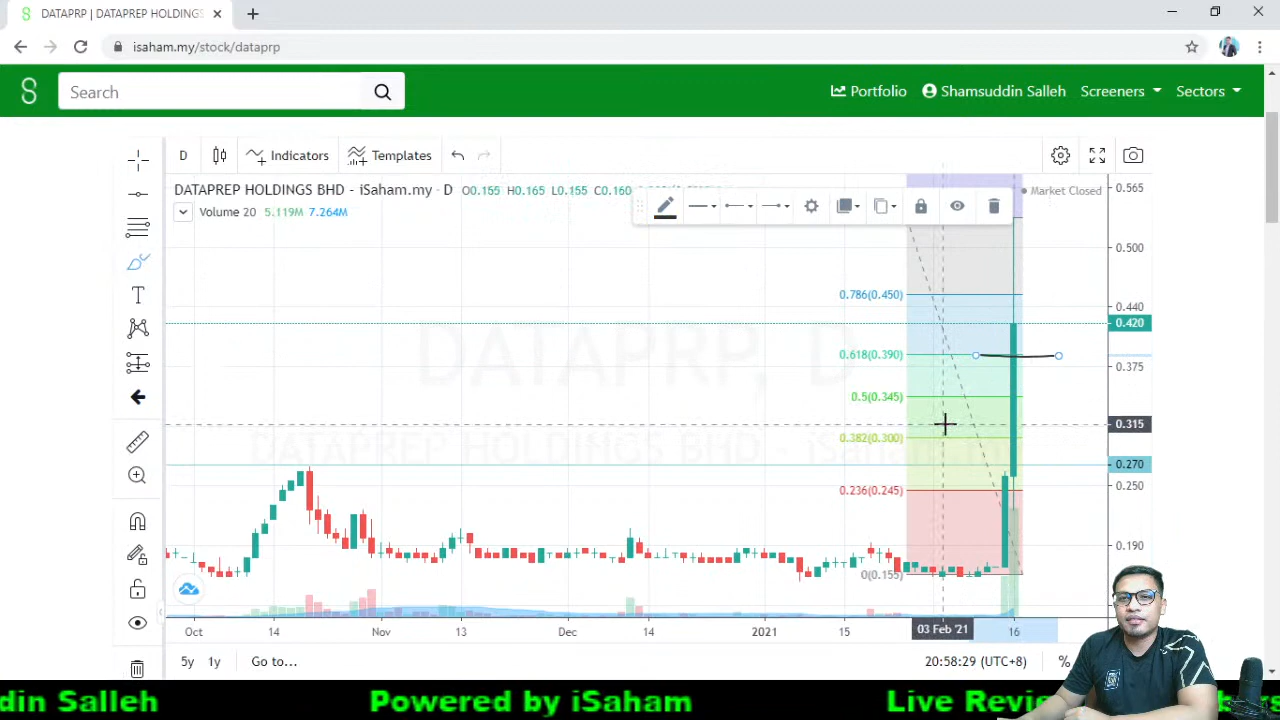 DATAPRP | DATAPREP HOLDINGS
isaham.my/stock/dataprp
S
Search
Portfolio
Shamsuddin Salleh
Screeners
Sectors
D
Indicators
Templates
DATAPREP HOLDINGS BHD - iSaham.my · D O0.155 H0.165 L0.155 C0.160
Market Closed
Volume 20 5.119M 7.264M
0.565
0.500
0.786(0.450)
0.440
0.420
DATAPRP, D
0.618(0.390)
0.375
0.5(0.345)
0.315
0.382(0.300)
DATAPREP HOLDINGS BHD - iSaham
0.270
0.236(0.245)
0.250
0.190
0(0.155)
Oct
14
Nov
13
Dec
14
2021
15
03 Feb '21
16
5y
1y
Go to...
20:58:29 (UTC+8)
%
din Salleh
Powered by iSaham
Live Revie